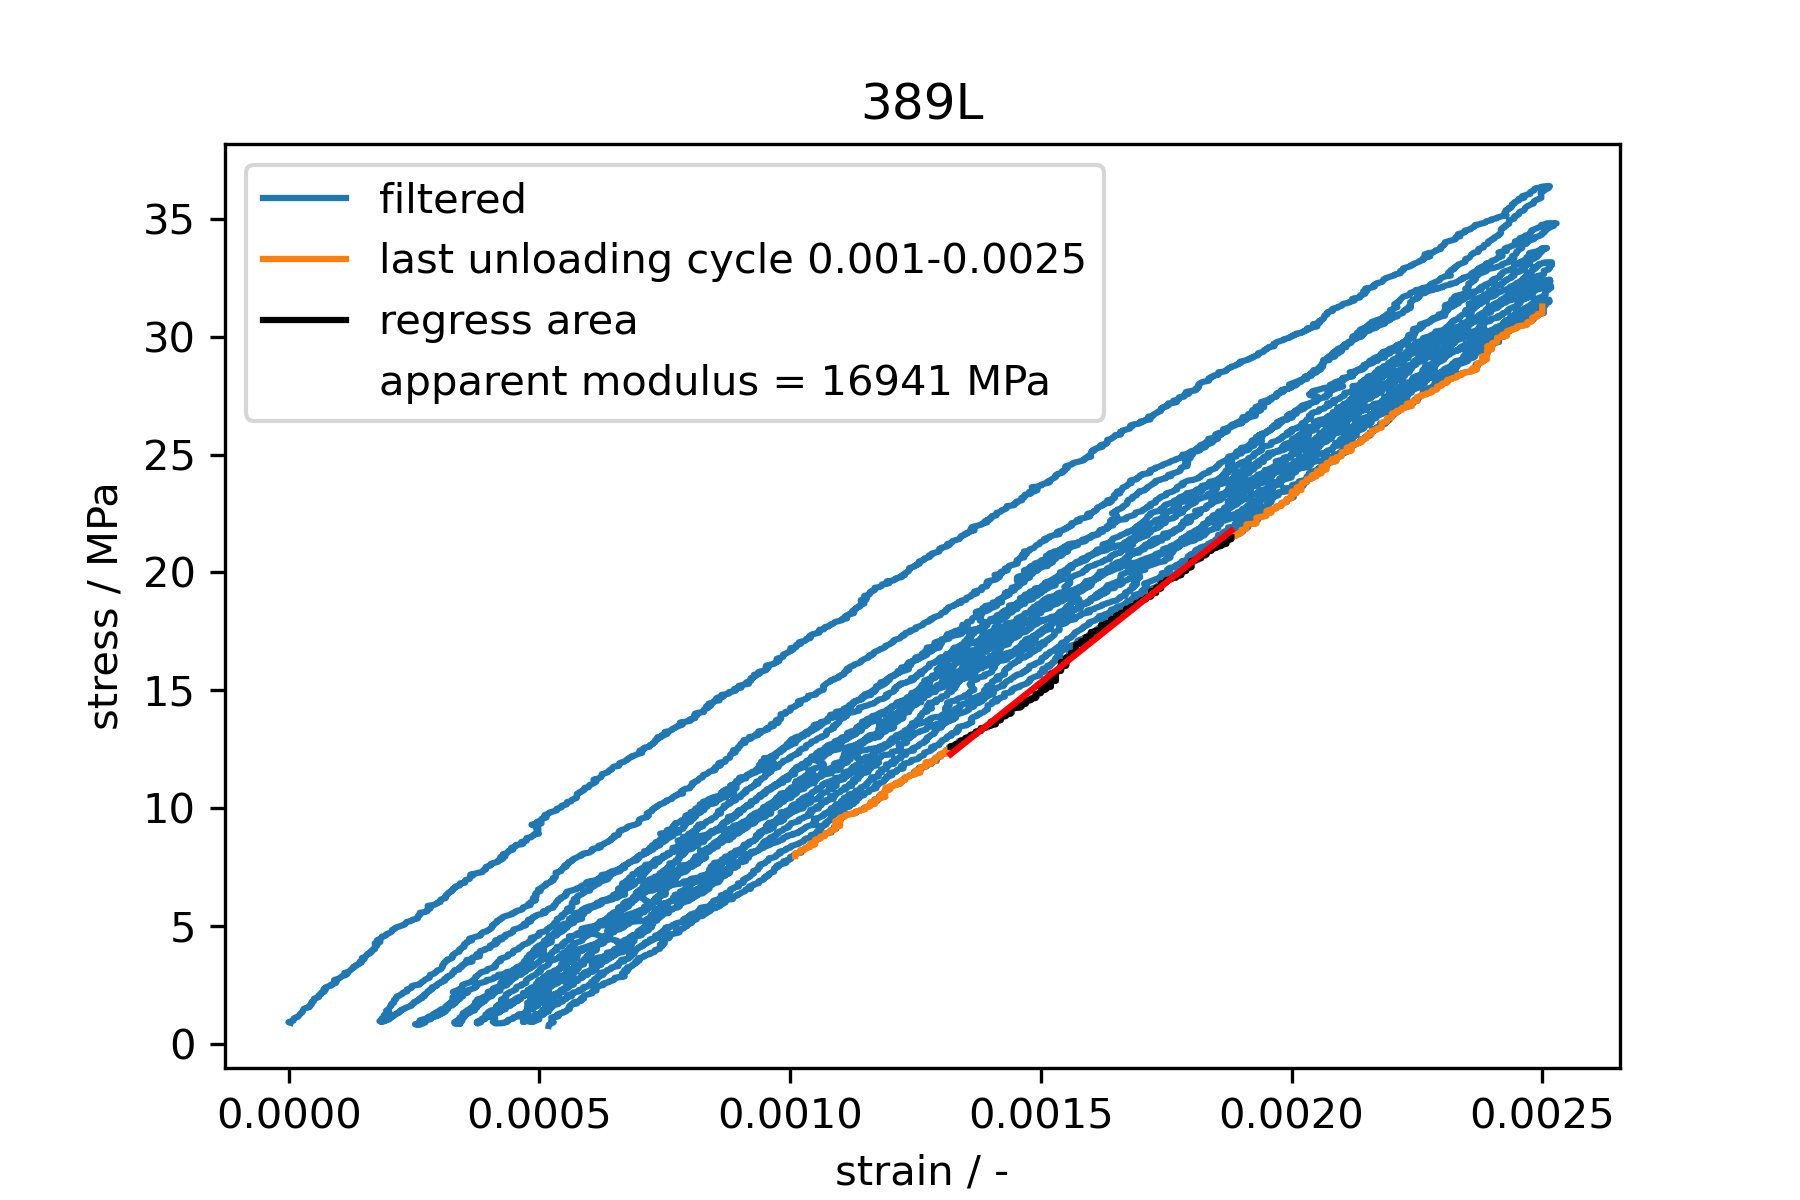 389L
filtered
last unloading cycle 0.001-0.0025
regress area
apparent modulus = 16941 MPa
stress / MPa
35
30
25
20
15
10
5
0
0.0000 0.0005 0.0010 0.0015 0.0020 0.0025
strain / -